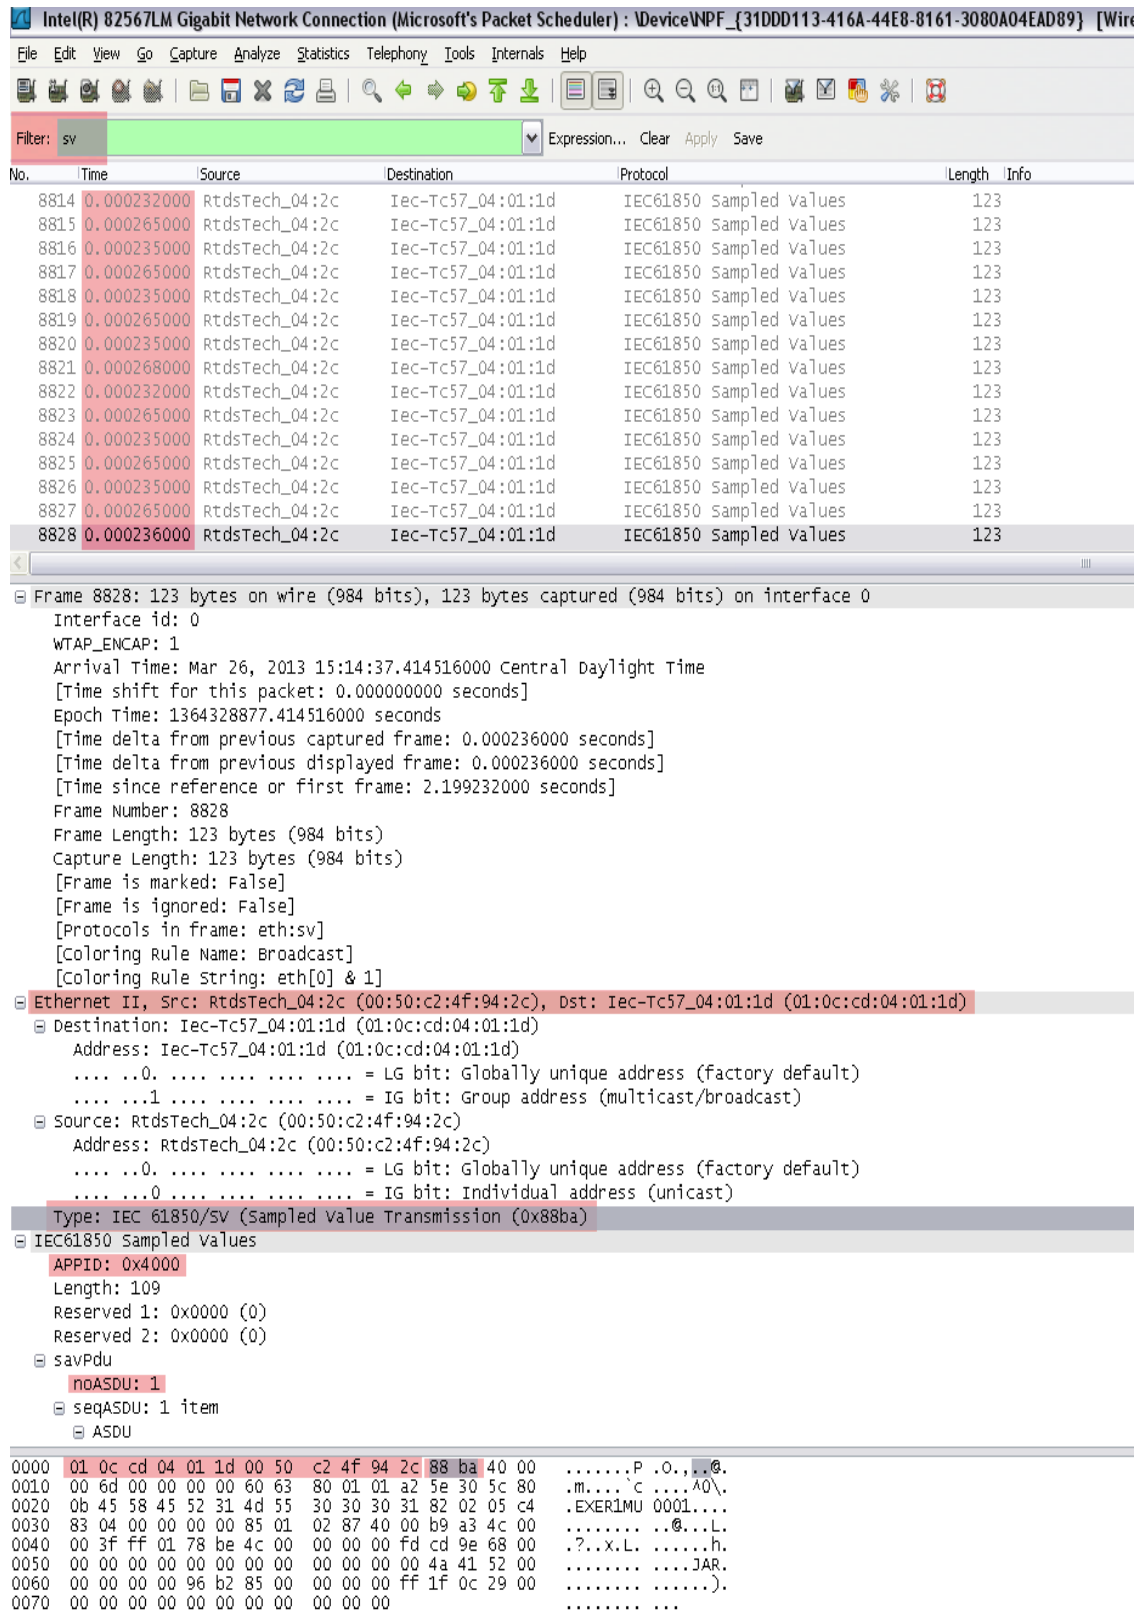 Intel(R) 82567LM Gigabit Network Connection (Microsoft's Packet Scheduler) : \Device\NPF_{31DDD113-416A-44E8-8161-3080A04EAD89} [Wire
File Edit View Go Capture Analyze Statistics Telephony Tools Internals Help
Filter: sv Expression... Clear Apply Save
No. Time Source Destination Protocol Length Info
8814 0.000232000 RtdsTech_04:2c Iec-Tc57_04:01:1d IEC61850 Sampled Values 123
8815 0.000265000 RtdsTech_04:2c Iec-Tc57_04:01:1d IEC61850 Sampled Values 123
8816 0.000235000 RtdsTech_04:2c Iec-Tc57_04:01:1d IEC61850 Sampled Values 123
8817 0.000265000 RtdsTech_04:2c Iec-Tc57_04:01:1d IEC61850 Sampled Values 123
8818 0.000235000 RtdsTech_04:2c Iec-Tc57_04:01:1d IEC61850 Sampled Values 123
8819 0.000265000 RtdsTech_04:2c Iec-Tc57_04:01:1d IEC61850 Sampled Values 123
8820 0.000235000 RtdsTech_04:2c Iec-Tc57_04:01:1d IEC61850 Sampled Values 123
8821 0.000268000 RtdsTech_04:2c Iec-Tc57_04:01:1d IEC61850 Sampled Values 123
8822 0.000232000 RtdsTech_04:2c Iec-Tc57_04:01:1d IEC61850 Sampled Values 123
8823 0.000265000 RtdsTech_04:2c Iec-Tc57_04:01:1d IEC61850 Sampled Values 123
8824 0.000235000 RtdsTech_04:2c Iec-Tc57_04:01:1d IEC61850 Sampled Values 123
8825 0.000265000 RtdsTech_04:2c Iec-Tc57_04:01:1d IEC61850 Sampled Values 123
8826 0.000235000 RtdsTech_04:2c Iec-Tc57_04:01:1d IEC61850 Sampled Values 123
8827 0.000265000 RtdsTech_04:2c Iec-Tc57_04:01:1d IEC61850 Sampled Values 123
8828 0.000236000 RtdsTech_04:2c Iec-Tc57_04:01:1d IEC61850 Sampled Values 123
Frame 8828: 123 bytes on wire (984 bits), 123 bytes captured (984 bits) on interface 0
Interface id: 0
WTAP_ENCAP: 1
Arrival Time: Mar 26, 2013 15:14:37.414516000 Central Daylight Time
[Time shift for this packet: 0.000000000 seconds]
Epoch Time: 1364328877.414516000 seconds
[Time delta from previous captured frame: 0.000236000 seconds]
[Time delta from previous displayed frame: 0.000236000 seconds]
[Time since reference or first frame: 2.199232000 seconds]
Frame Number: 8828
Frame Length: 123 bytes (984 bits)
Capture Length: 123 bytes (984 bits)
[Frame is marked: False]
[Frame is ignored: False]
[Protocols in frame: eth:sv]
[Coloring Rule Name: Broadcast]
[Coloring Rule String: eth[0] & 1]
Ethernet II, Src: RtdsTech_04:2c (00:50:c2:4f:94:2c), Dst: Iec-Tc57_04:01:1d (01:0c:cd:04:01:1d)
Destination: Iec-Tc57_04:01:1d (01:0c:cd:04:01:1d)
Address: Iec-Tc57_04:01:1d (01:0c:cd:04:01:1d)
.... ..0. .... .... .... .... = LG bit: Globally unique address (factory default)
.... ...1 .... .... .... .... = IG bit: Group address (multicast/broadcast)
Source: RtdsTech_04:2c (00:50:c2:4f:94:2c)
Address: RtdsTech_04:2c (00:50:c2:4f:94:2c)
.... ..0. .... .... .... .... = LG bit: Globally unique address (factory default)
.... ...0 .... .... .... .... = IG bit: Individual address (unicast)
Type: IEC 61850/SV (Sampled Value Transmission (0x88ba)
IEC61850 Sampled Values
APPID: 0x4000
Length: 109
Reserved 1: 0x0000 (0)
Reserved 2: 0x0000 (0)
savPdu
noASDU: 1
seqASDU: 1 item
ASDU
0000 01 0c cd 04 01 1d 00 50 c2 4f 94 2c 88 ba 40 00 .......P .O.,..@.
0010 00 6d 00 00 00 00 60 63 80 01 01 a2 5e 30 5c 80 .m....`c ....^0\.
0020 0b 45 58 45 52 31 4d 55 30 30 30 31 82 02 05 c4 .EXER1MU 0001....
0030 83 04 00 00 00 00 85 01 02 87 40 00 b9 a3 4c 00 ........ ..@...L.
0040 00 3f ff 01 78 be 4c 00 00 00 00 fd cd 9e 68 00 .?..x.L. ......h.
0050 00 00 00 00 00 00 00 00 00 00 00 00 4a 41 52 00 ........ ....JAR.
0060 00 00 00 00 96 b2 85 00 00 00 00 ff 1f 0c 29 00 ........ ......).
0070 00 00 00 00 00 00 00 00 00 00 00 ........ ...